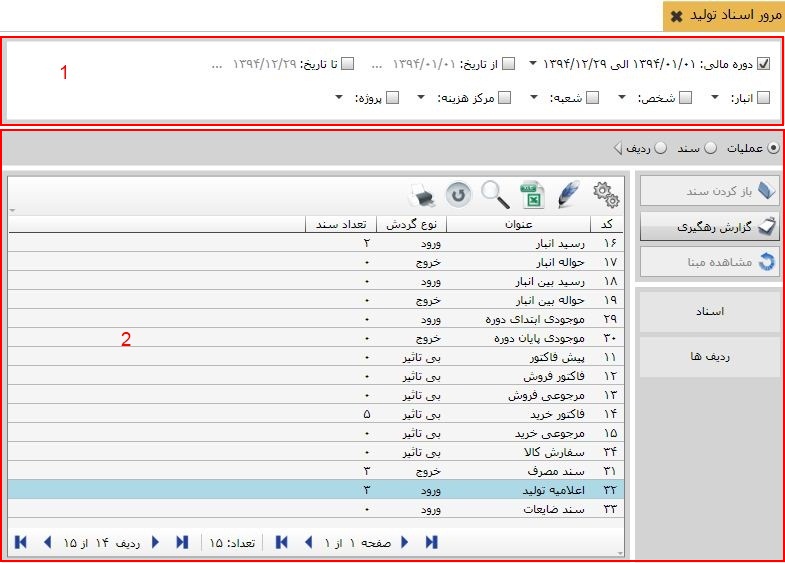 مرور اسناد تولید
دوره مالی: ۱۳۹۴/۰۱/۰۱ الی ۱۳۹۴/۱۲/۲۹ از تاریخ: ۱۳۹۴/۰۱/۰۱ ... تا تاریخ: ۱۳۹۴/۱۲/۲۹ ...
1
انبار: شخص: شعبه: مرکز هزینه: پروژه:
عملیات سند ردیف
باز کردن سند
گزارش رهگیری
مشاهده مبنا
اسناد
ردیف ها
کد عنوان نوع گردش تعداد سند
۱۶ رسید انبار ورود ۲
۱۷ حواله انبار خروج ۰
۱۸ رسید بین انبار ورود ۰
۱۹ حواله بین انبار خروج ۰
۲۹ موجودی ابتدای دوره ورود ۰
۳۰ موجودی پایان دوره خروج ۰
۱۱ پیش فاکتور بی تاثیر ۰
۱۲ فاکتور فروش بی تاثیر ۰
۱۳ مرجوعی فروش بی تاثیر ۰
۱۴ فاکتور خرید بی تاثیر ۵
۱۵ مرجوعی خرید بی تاثیر ۰
۳۴ سفارش کالا بی تاثیر ۰
۳۱ سند مصرف خروج ۳
۳۲ اعلامیه تولید ورود ۳
۳۳ سند ضایعات ورود ۰
2
صفحه ۱ از ۱ تعداد: ۱۵ ردیف ۱۴ از ۱۵